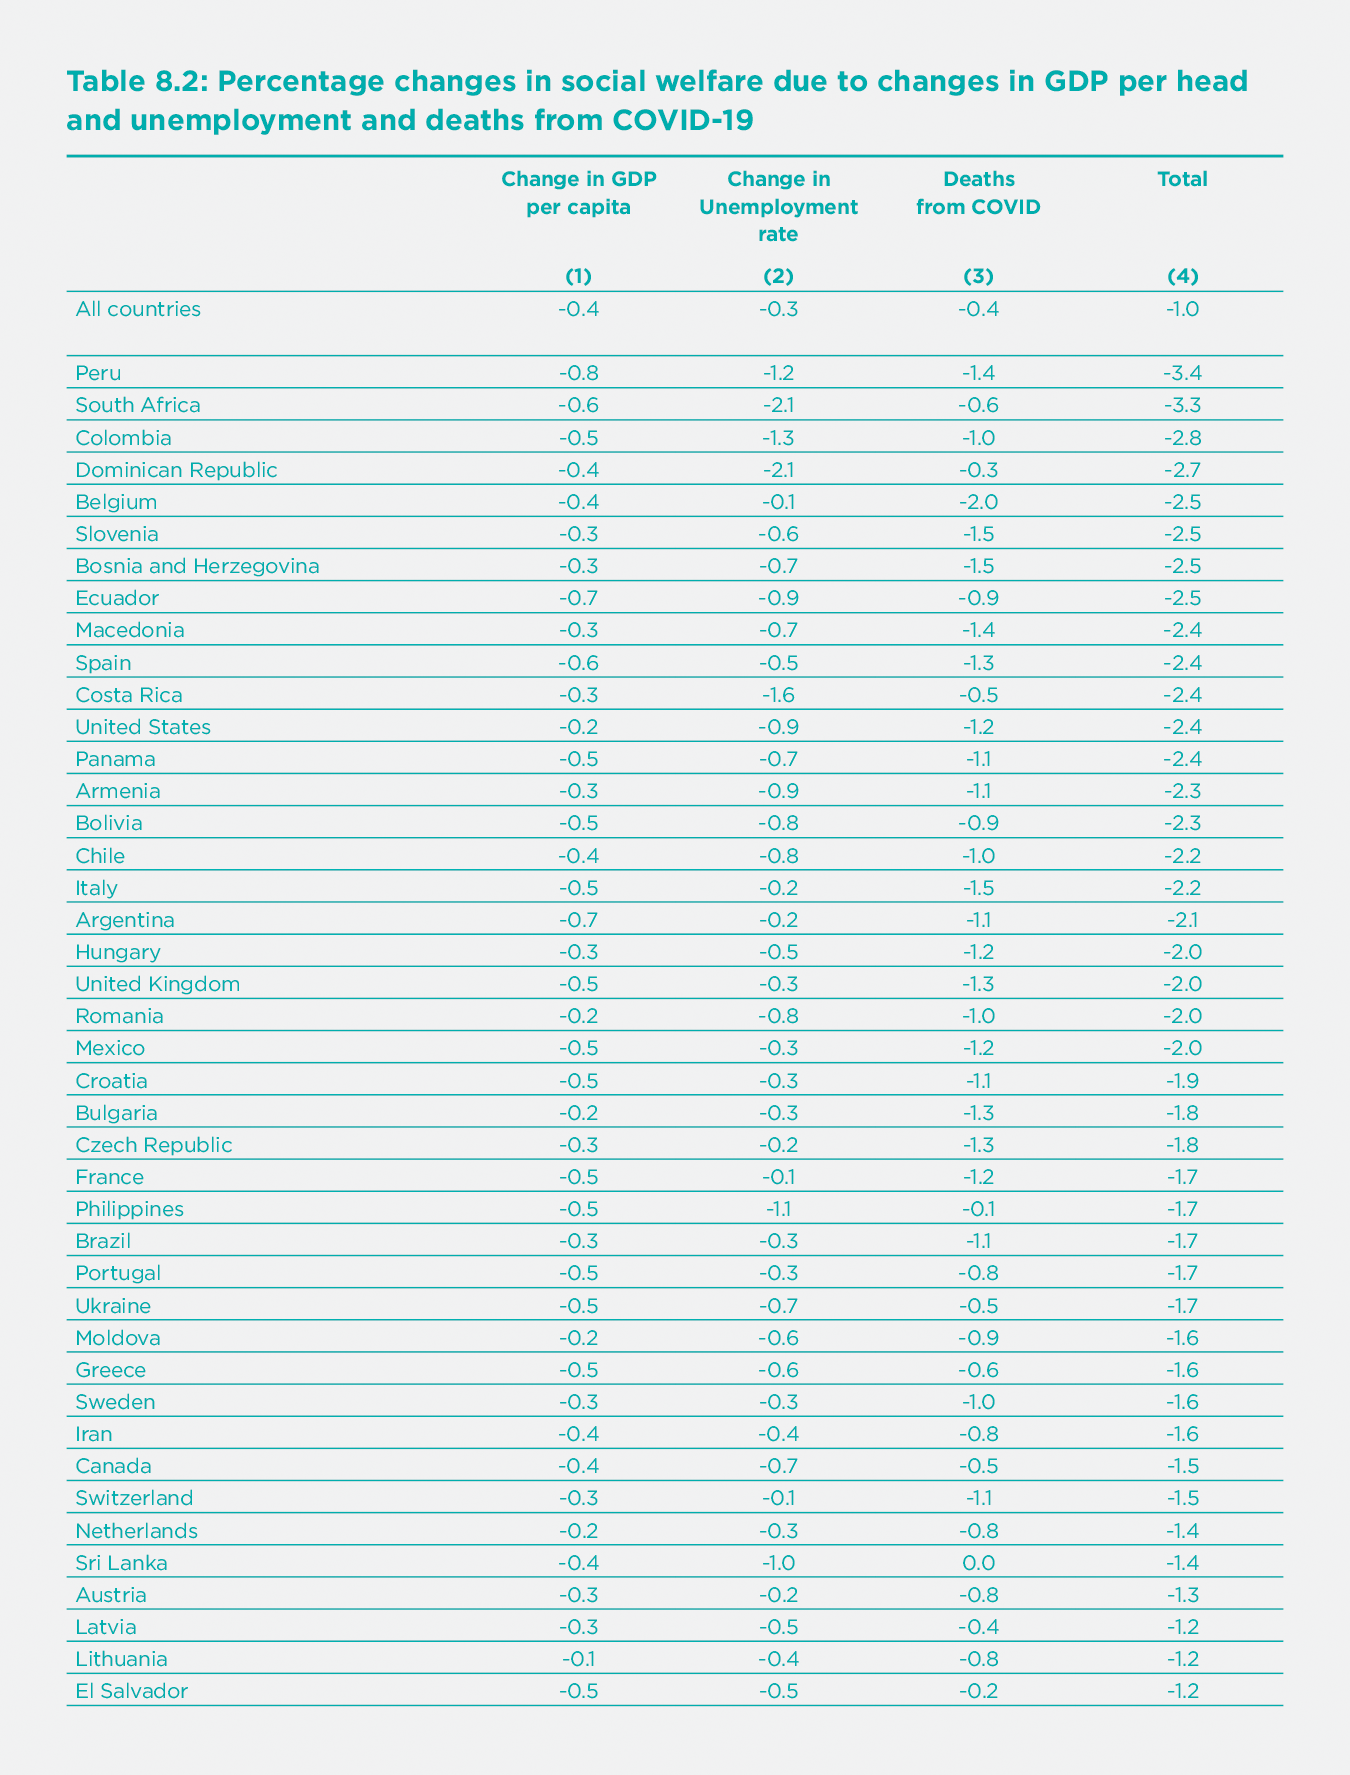 Table 8.2: Percentage changes in social welfare due to changes in GDP per head
and unemployment and deaths from COVID-19
Change in GDP per capita Change in Unemployment rate Deaths from COVID Total
(1) (2) (3) (4)
All countries -0.4 -0.3 -0.4 -1.0
Peru -0.8 -1.2 -1.4 -3.4
South Africa -0.6 -2.1 -0.6 -3.3
Colombia -0.5 -1.3 -1.0 -2.8
Dominican Republic -0.4 -2.1 -0.3 -2.7
Belgium -0.4 -0.1 -2.0 -2.5
Slovenia -0.3 -0.6 -1.5 -2.5
Bosnia and Herzegovina -0.3 -0.7 -1.5 -2.5
Ecuador -0.7 -0.9 -0.9 -2.5
Macedonia -0.3 -0.7 -1.4 -2.4
Spain -0.6 -0.5 -1.3 -2.4
Costa Rica -0.3 -1.6 -0.5 -2.4
United States -0.2 -0.9 -1.2 -2.4
Panama -0.5 -0.7 -1.1 -2.4
Armenia -0.3 -0.9 -1.1 -2.3
Bolivia -0.5 -0.8 -0.9 -2.3
Chile -0.4 -0.8 -1.0 -2.2
Italy -0.5 -0.2 -1.5 -2.2
Argentina -0.7 -0.2 -1.1 -2.1
Hungary -0.3 -0.5 -1.2 -2.0
United Kingdom -0.5 -0.3 -1.3 -2.0
Romania -0.2 -0.8 -1.0 -2.0
Mexico -0.5 -0.3 -1.2 -2.0
Croatia -0.5 -0.3 -1.1 -1.9
Bulgaria -0.2 -0.3 -1.3 -1.8
Czech Republic -0.3 -0.2 -1.3 -1.8
France -0.5 -0.1 -1.2 -1.7
Philippines -0.5 -1.1 -0.1 -1.7
Brazil -0.3 -0.3 -1.1 -1.7
Portugal -0.5 -0.3 -0.8 -1.7
Ukraine -0.5 -0.7 -0.5 -1.7
Moldova -0.2 -0.6 -0.9 -1.6
Greece -0.5 -0.6 -0.6 -1.6
Sweden -0.3 -0.3 -1.0 -1.6
Iran -0.4 -0.4 -0.8 -1.6
Canada -0.4 -0.7 -0.5 -1.5
Switzerland -0.3 -0.1 -1.1 -1.5
Netherlands -0.2 -0.3 -0.8 -1.4
Sri Lanka -0.4 -1.0 0.0 -1.4
Austria -0.3 -0.2 -0.8 -1.3
Latvia -0.3 -0.5 -0.4 -1.2
Lithuania -0.1 -0.4 -0.8 -1.2
El Salvador -0.5 -0.5 -0.2 -1.2